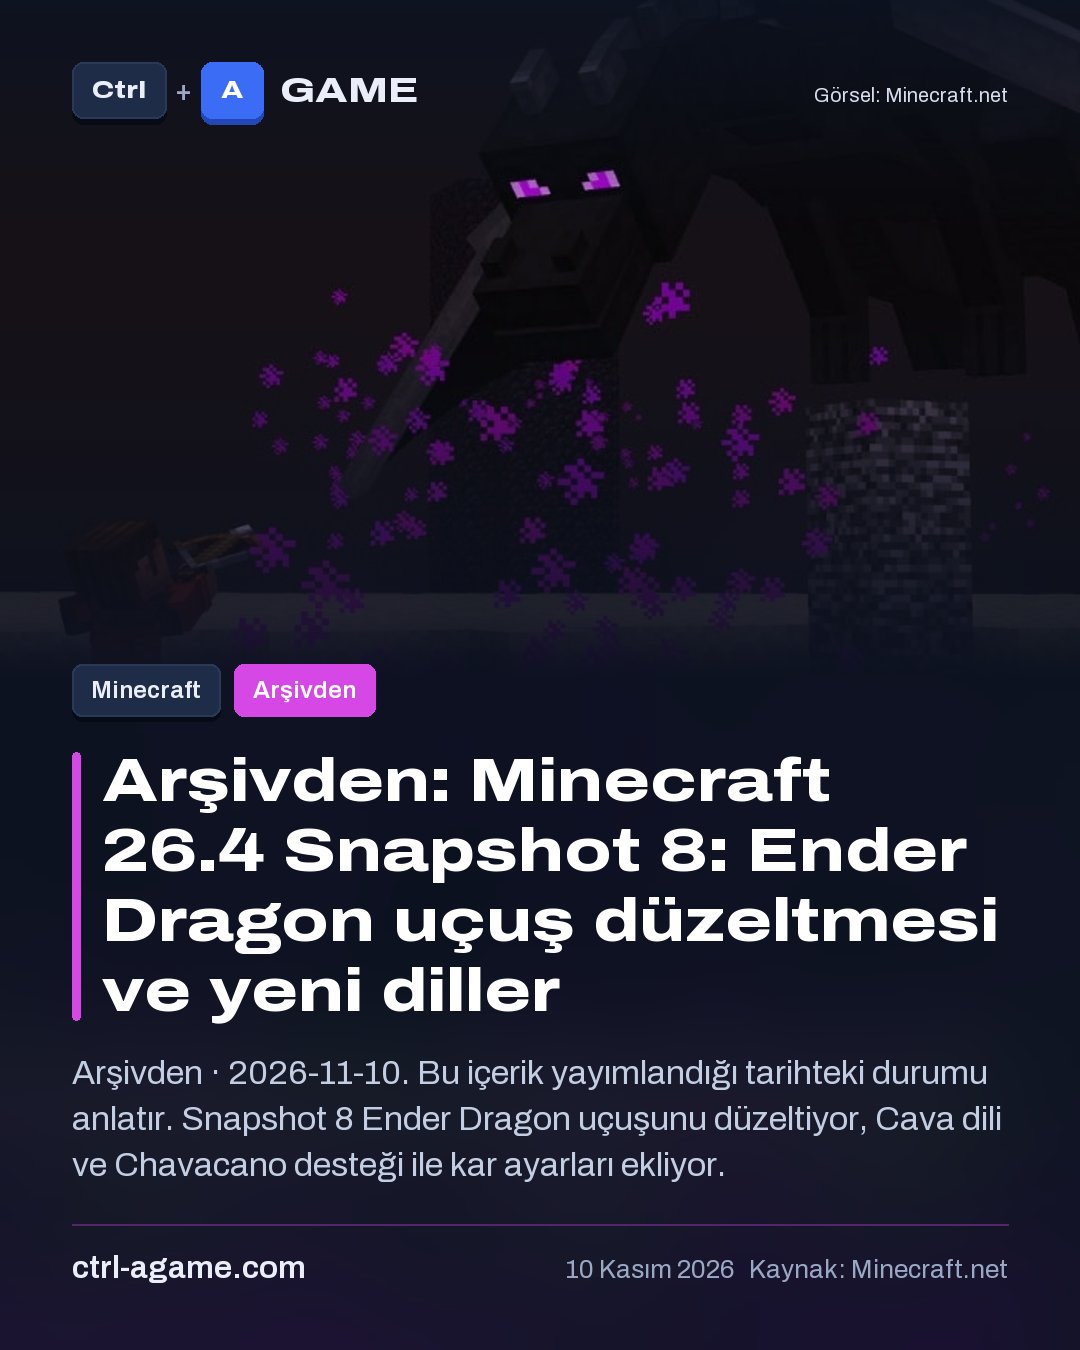 Ctrl + A GAME
Görsel: Minecraft.net
Minecraft
Arşivden
Arşivden: Minecraft
26.4 Snapshot 8: Ender
Dragon uçuş düzeltmesi
ve yeni diller
Arşivden · 2026-11-10. Bu içerik yayımlandığı tarihteki durumu
anlatır. Snapshot 8 Ender Dragon uçuşunu düzeltiyor, Cava dili
ve Chavacano desteği ile kar ayarları ekliyor.
ctrl-agame.com
10 Kasım 2026 Kaynak: Minecraft.net